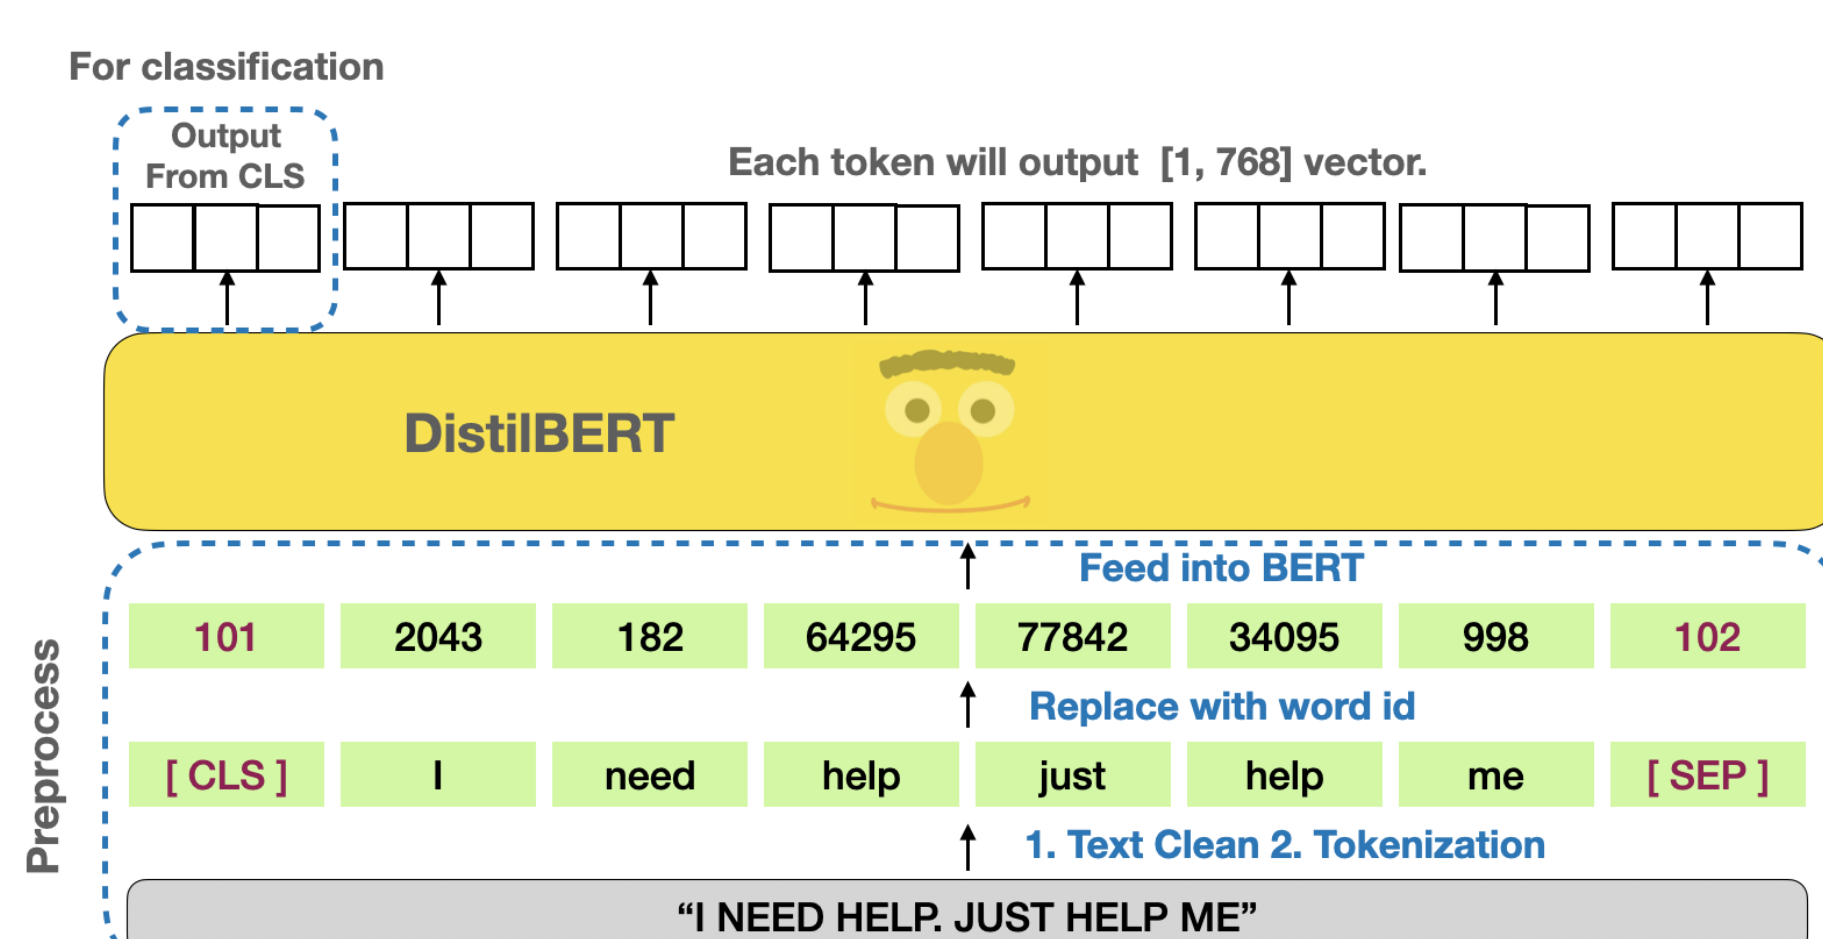 For classification
Output
From CLS
Each token will output [1, 768] vector.
DistilBERT
Feed into BERT
101 2043 182 64295 77842 34095 998 102
Replace with word id
[ CLS ] I need help just help me [ SEP ]
1. Text Clean 2. Tokenization
“I NEED HELP. JUST HELP ME”
Preprocess